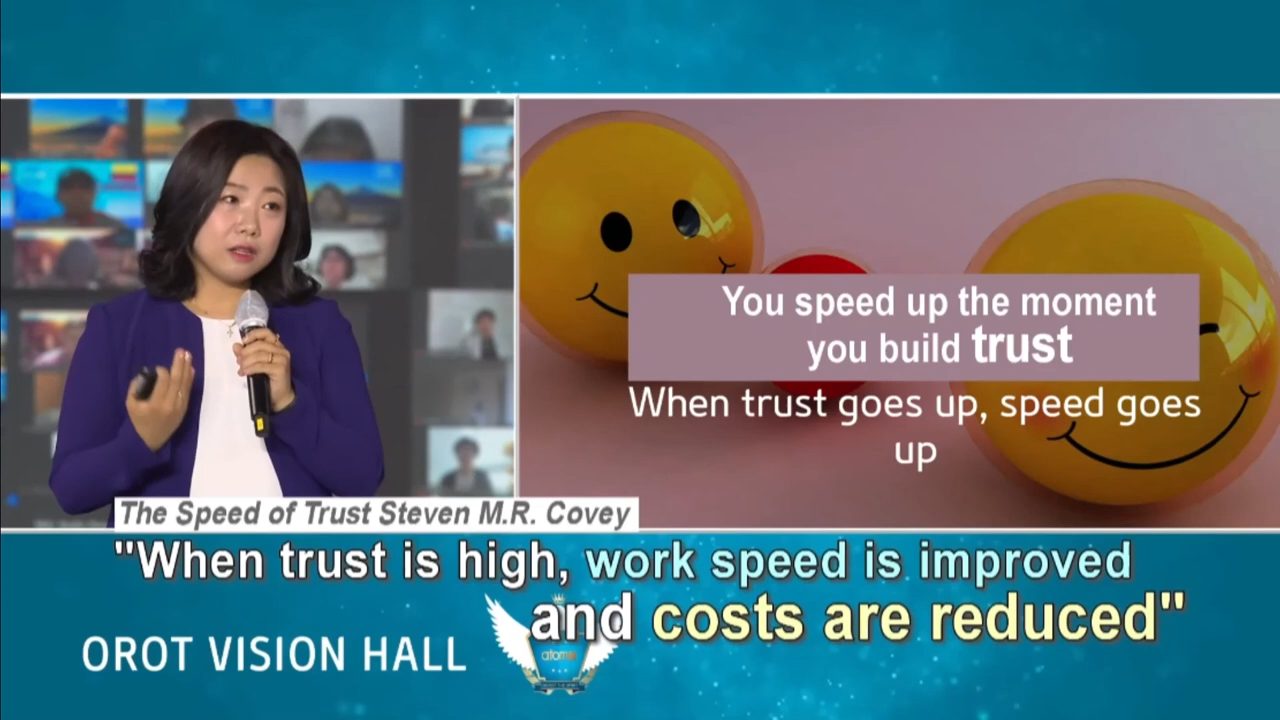 You speed up the moment
you build trust
When trust goes up, speed goes
up
The Speed of Trust Steven M.R. Covey
"When trust is high, work speed is improved
and costs are reduced"
OROT VISION HALL